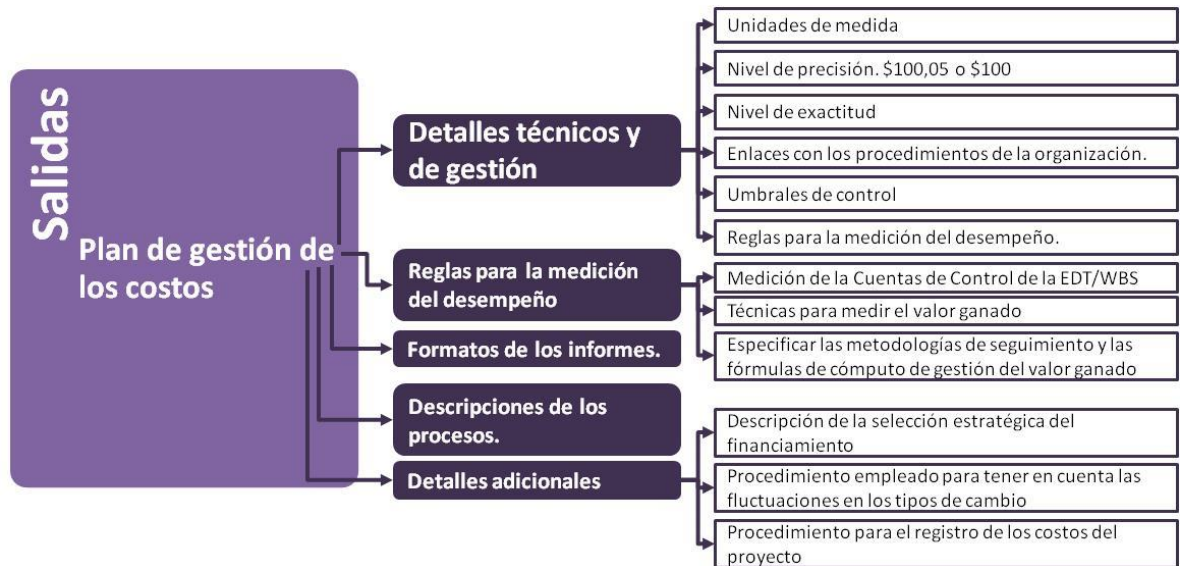 Salidas
Plan de gestión de
los costos
Detalles técnicos y
de gestión
Unidades de medida
Nivel de precisión. $100,05 o $100
Nivel de exactitud
Enlaces con los procedimientos de la organización.
Umbrales de control
Reglas para la medición del desempeño.
Reglas para la medición
del desempeño
Medición de la Cuentas de Control de la EDT/WBS
Técnicas para medir el valor ganado
Especificar las metodologías de seguimiento y las
fórmulas de cómputo de gestión del valor ganado
Formatos de los informes.
Descripciones de los
procesos.
Detalles adicionales
Descripción de la selección estratégica del
financiamiento
Procedimiento empleado para tener en cuenta las
fluctuaciones en los tipos de cambio
Procedimiento para el registro de los costos del
proyecto